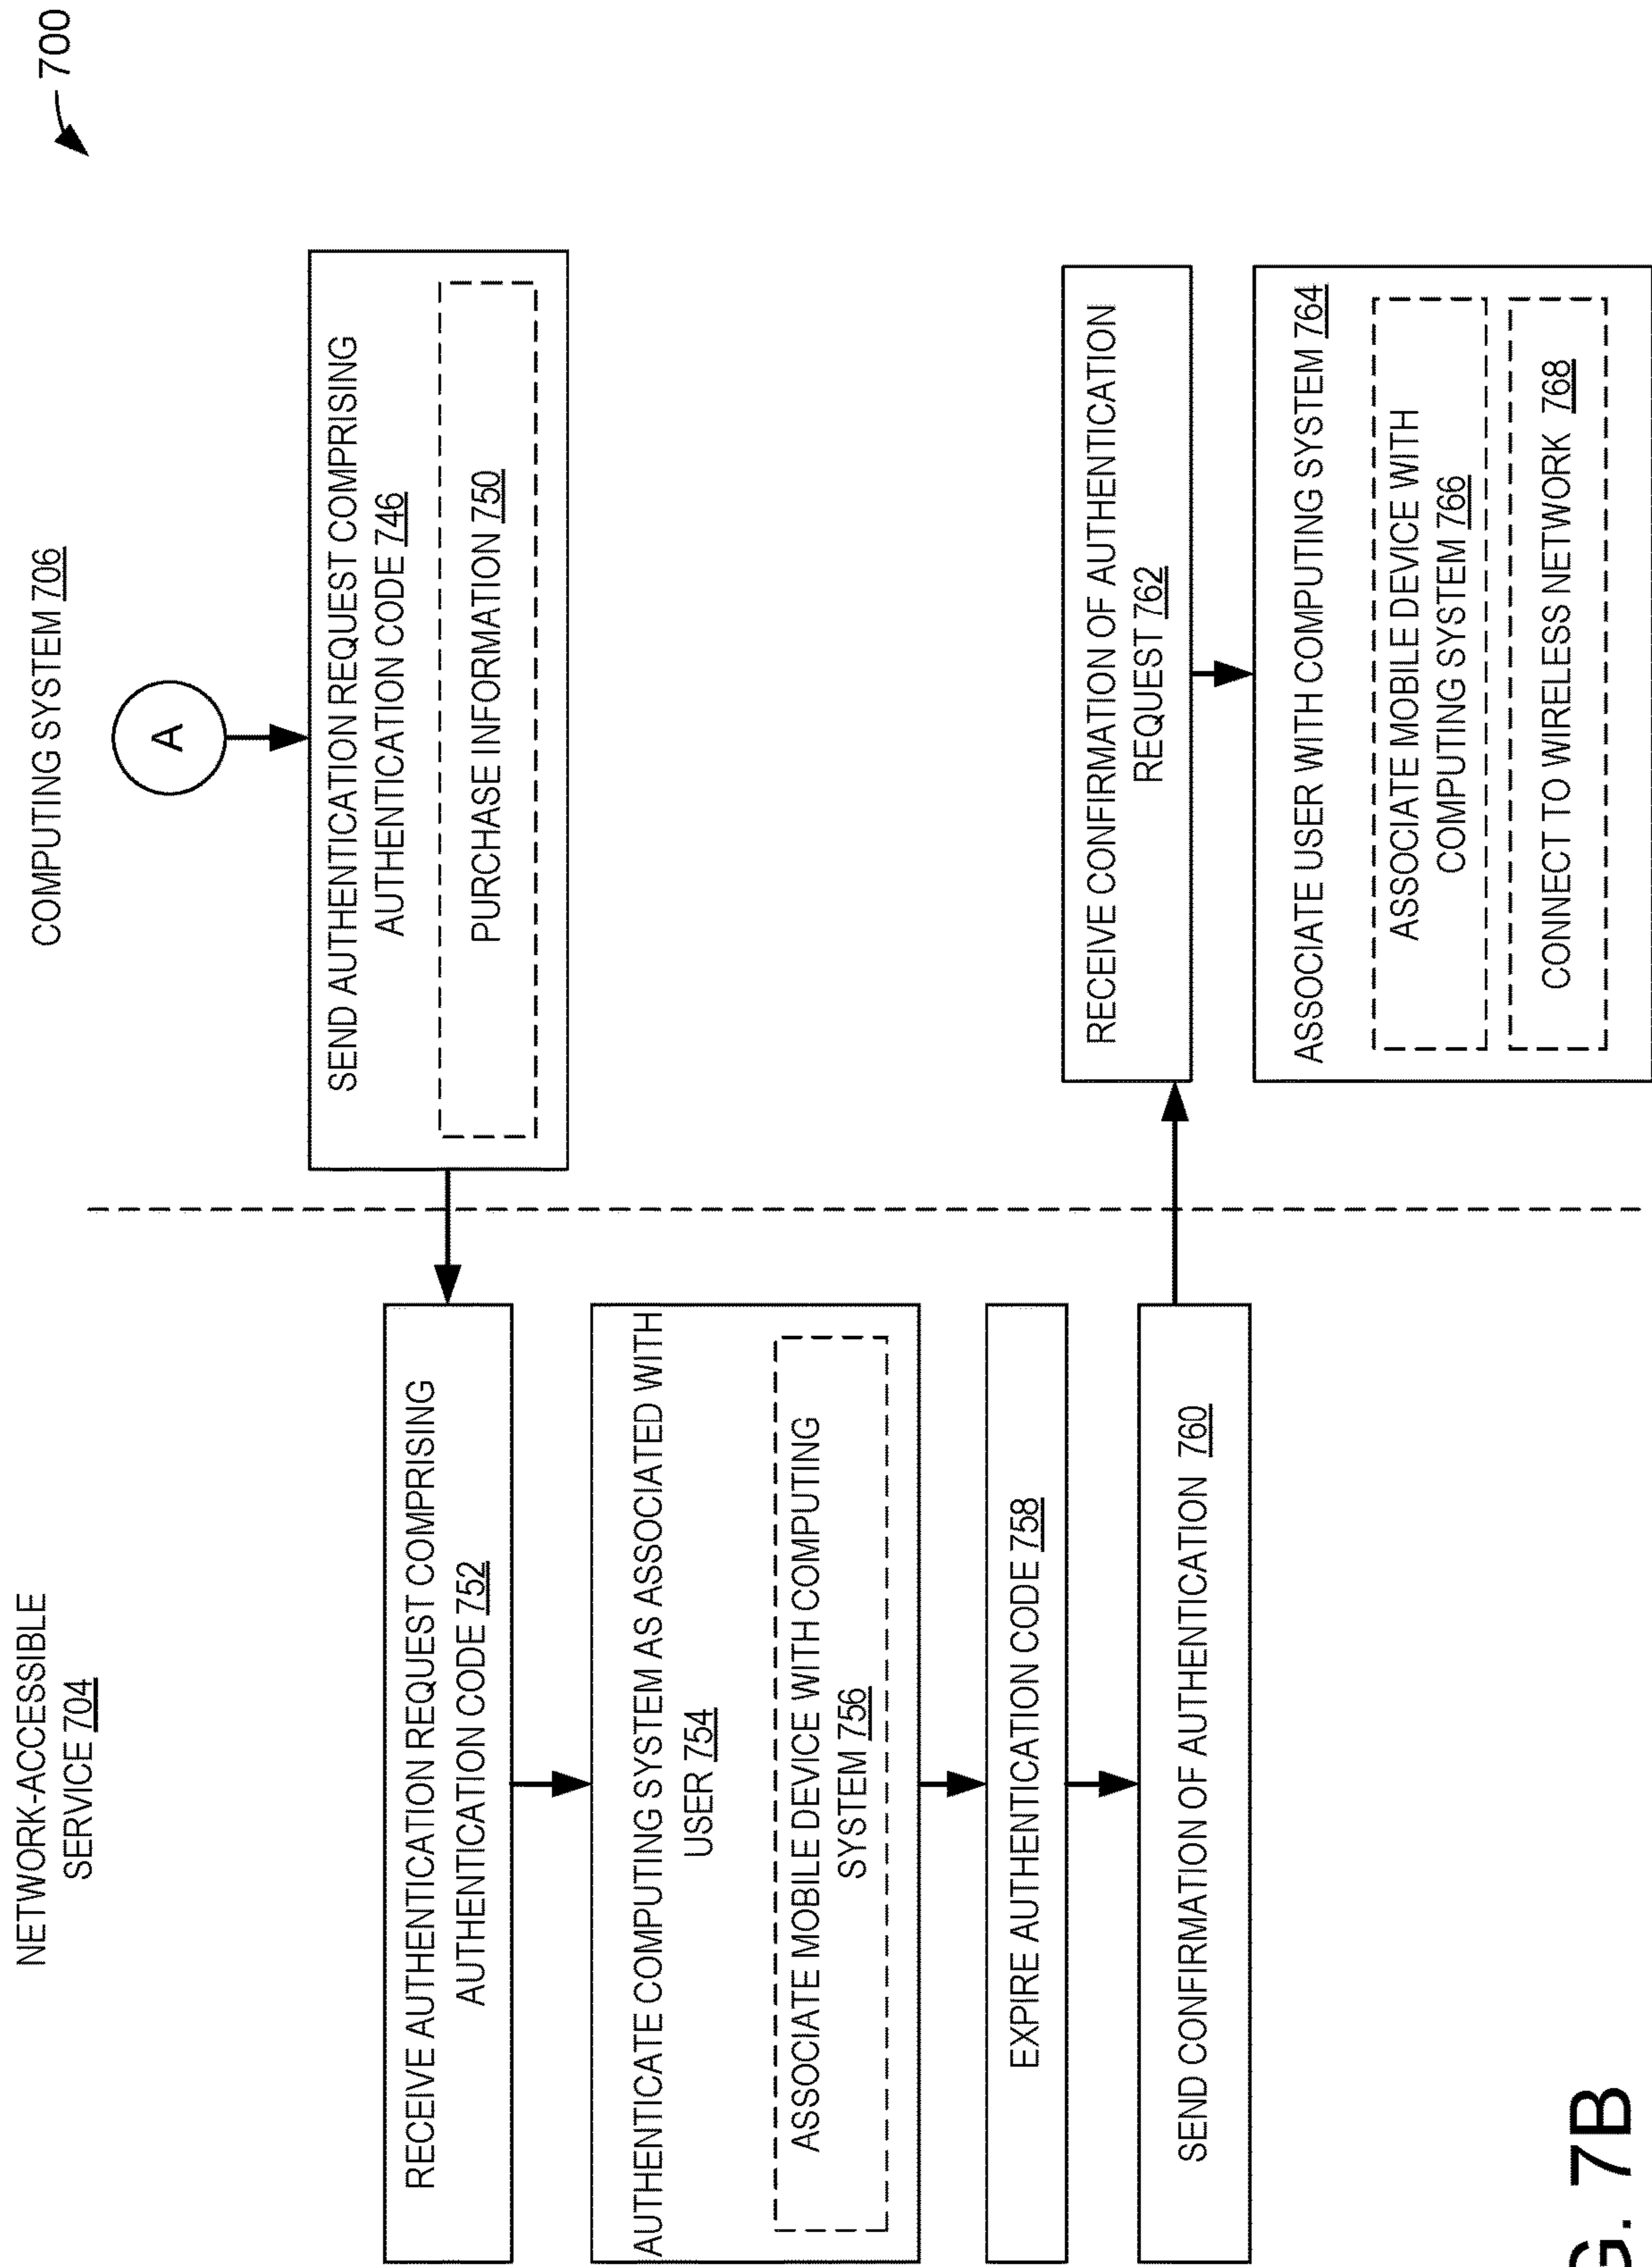 700
NETWORK-ACCESSIBLE
SERVICE 704
COMPUTING SYSTEM 706
A
SEND AUTHENTICATION REQUEST COMPRISING
AUTHENTICATION CODE 746
PURCHASE INFORMATION 750
RECEIVE AUTHENTICATION REQUEST COMPRISING
AUTHENTICATION CODE 752
AUTHENTICATE COMPUTING SYSTEM AS ASSOCIATED WITH
USER 754
ASSOCIATE MOBILE DEVICE WITH COMPUTING
SYSTEM 756
EXPIRE AUTHENTICATION CODE 758
SEND CONFIRMATION OF AUTHENTICATION 760
RECEIVE CONFIRMATION OF AUTHENTICATION
REQUEST 762
ASSOCIATE USER WITH COMPUTING SYSTEM 764
ASSOCIATE MOBILE DEVICE WITH
COMPUTING SYSTEM 766
CONNECT TO WIRELESS NETWORK 768
G. 7B